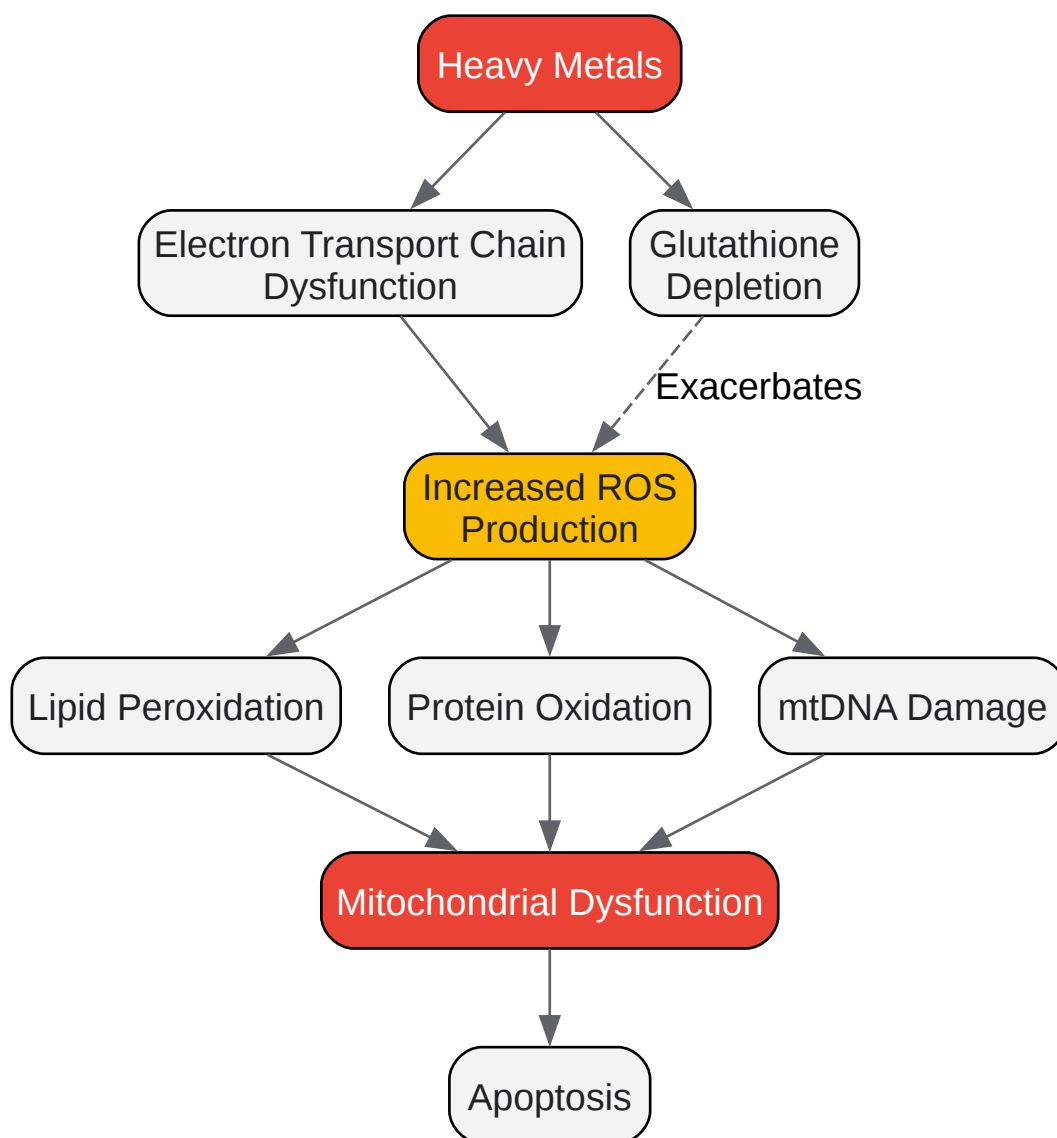 Heavy Metals
Electron Transport Chain
Dysfunction
Glutathione
Depletion
Exacerbates
Increased ROS
Production
Lipid Peroxidation
Protein Oxidation
mtDNA Damage
Mitochondrial Dysfunction
Apoptosis